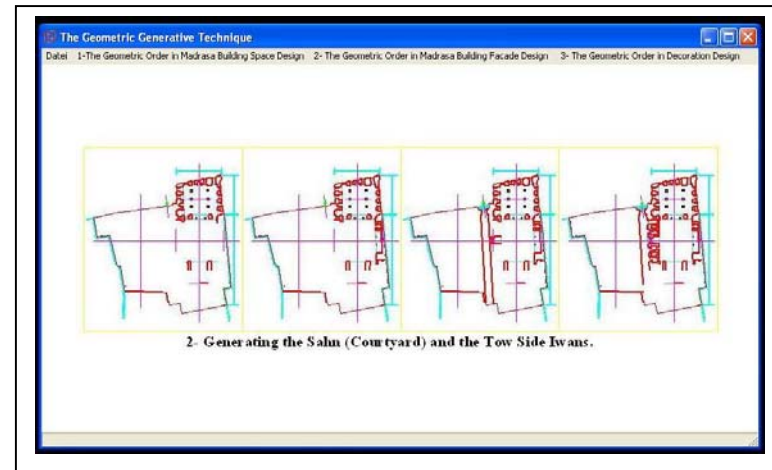 The Geometric Generative Technique
Datei 1-The Geometric Order in Madrasa Building Space Design 2- The Geometric Order in Madrasa Building Facade Design 3- The Geometric Order in Decoration Design
2- Generating the Sahn (Courtyard) and the Tow Side Iwans.